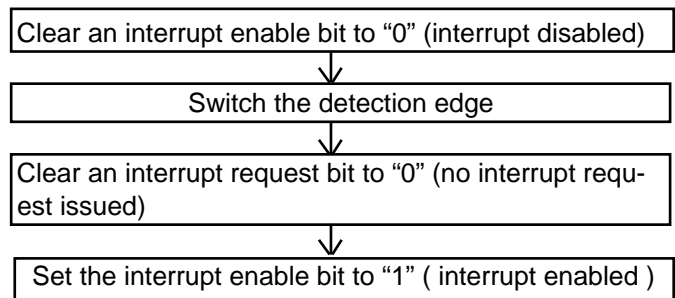 Clear an interrupt enable bit to “0” (interrupt disabled)
Switch the detection edge
Clear an interrupt request bit to “0” (no interrupt requ-
est issued)
Set the interrupt enable bit to “1” ( interrupt enabled )